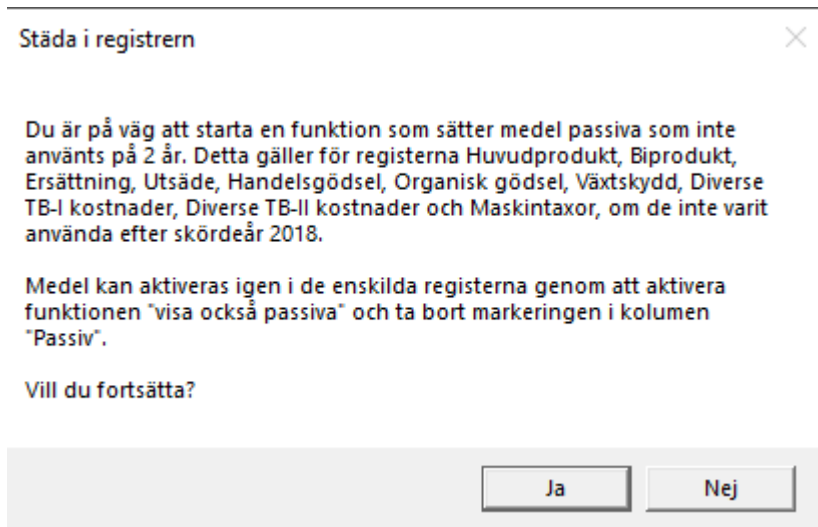 Städa i registrern
Du är på väg att starta en funktion som sätter medel passiva som inte
använts på 2 år. Detta gäller för registerna Huvudprodukt, Biprodukt,
Ersättning, Utsäde, Handelsgödsel, Organisk gödsel, Växtskydd, Diverse
TB-I kostnader, Diverse TB-II kostnader och Maskintaxor, om de inte varit
använda efter skördeår 2018.
Medel kan aktiveras igen i de enskilda registerna genom att aktivera
funktionen "visa också passiva" och ta bort markeringen i kolumen
"Passiv".
Vill du fortsätta?
Ja
Nej